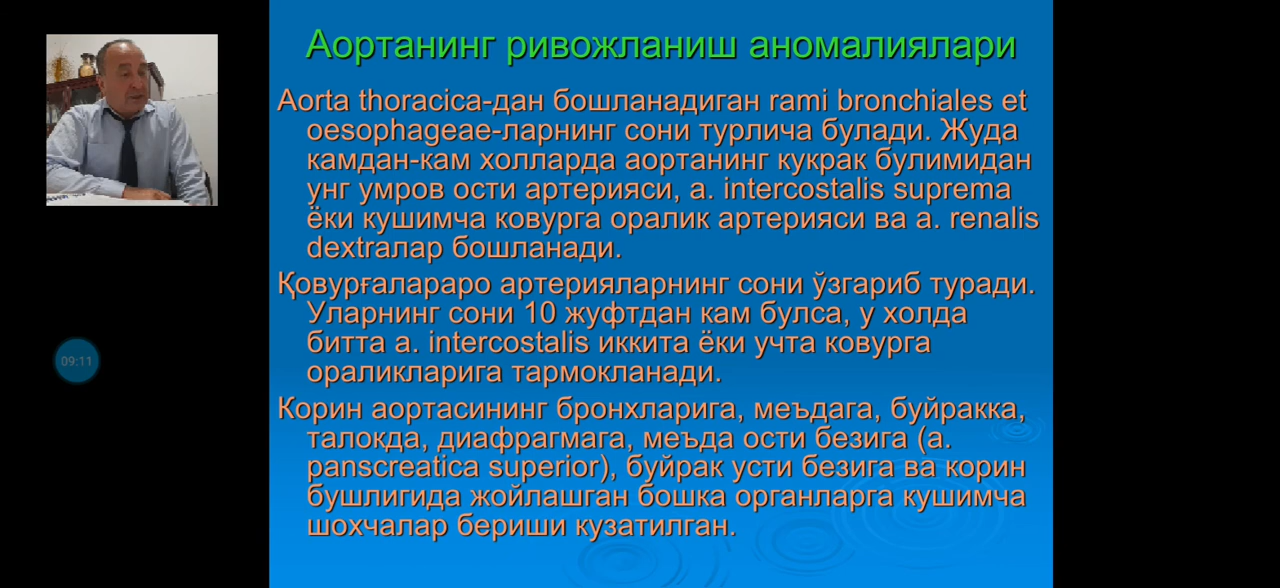 Аортанинг ривожланиш аномалиялари
Aorta thoracica-дан бошланадиган rami bronchiales et
oesophageae-ларнинг сони турлича булади. Жуда
камдан-кам холларда аортанинг кукрак булимидан
унг умров ости артерияси, a. intercostalis suprema
ёки кушимча ковурга оралик артерияси ва a. renalis
dextraлар бошланади.
Қовурғалараро артерияларнинг сони ўзгариб туради.
Уларнинг сони 10 жуфтдан кам булса, у холда
битта a. intercostalis иккита ёки учта ковурга
ораликларига тармокланади.
Корин аортасининг бронхларига, меъдага, буйракка,
талокда, диафрагмага, меъда ости безига (a.
panscreatica superior), буйрак усти безига ва корин
бушлигида жойлашган бошка органларга кушимча
шохчалар бериши кузатилган.
09:11